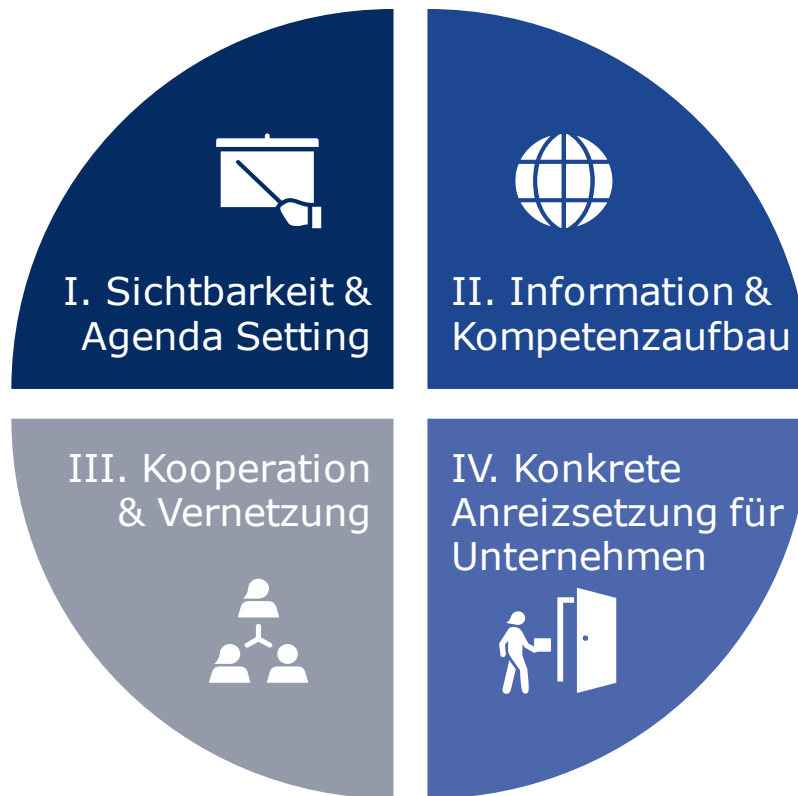 I. Sichtbarkeit &
Agenda Setting
II. Information &
Kompetenzaufbau
III. Kooperation
& Vernetzung
IV. Konkrete
Anreizsetzung für
Unternehmen